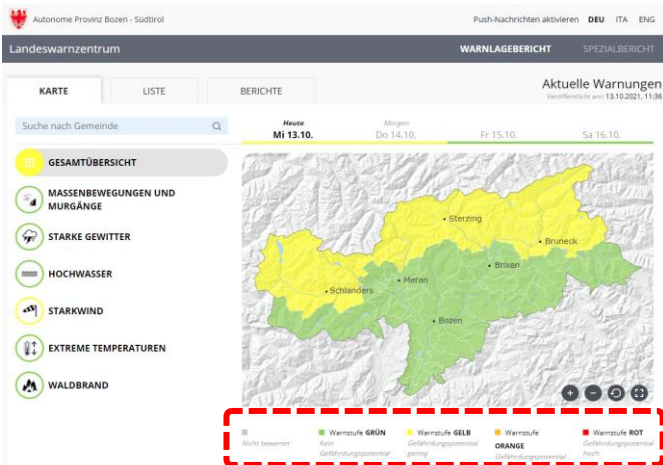 Autonome Provinz Bozen - Südtirol
Push-Nachrichten aktivieren DEU ITA ENG
Landeswarnzentrum
WARNLAGEBERICHT SPEZIALBERICHT
KARTE LISTE BERICHTE
Aktuelle Warnungen
Veröffentlicht am: 13.10.2021, 11:36
Suche nach Gemeinde
Heute Morgen
Mi 13.10. Do 14.10. Fr 15.10. Sa 16.10.
GESAMTÜBERSICHT
MASSENBEWEGUNGEN UND
MURGÄNGE
STARKE GEWITTER
HOCHWASSER
STARKWIND
EXTREME TEMPERATUREN
WALDBRAND
Sterzing
Bruneck
Brixen
Meran
Schlanders
Bozen
Nicht bewertet
Warnstufe GRÜN
Kein
Gefährdungspotential
Warnstufe GELB
Gefährdungspotential
gering
Warnstufe
ORANGE
Gefährdungspotential
Warnstufe ROT
Gefährdungspotential
hoch